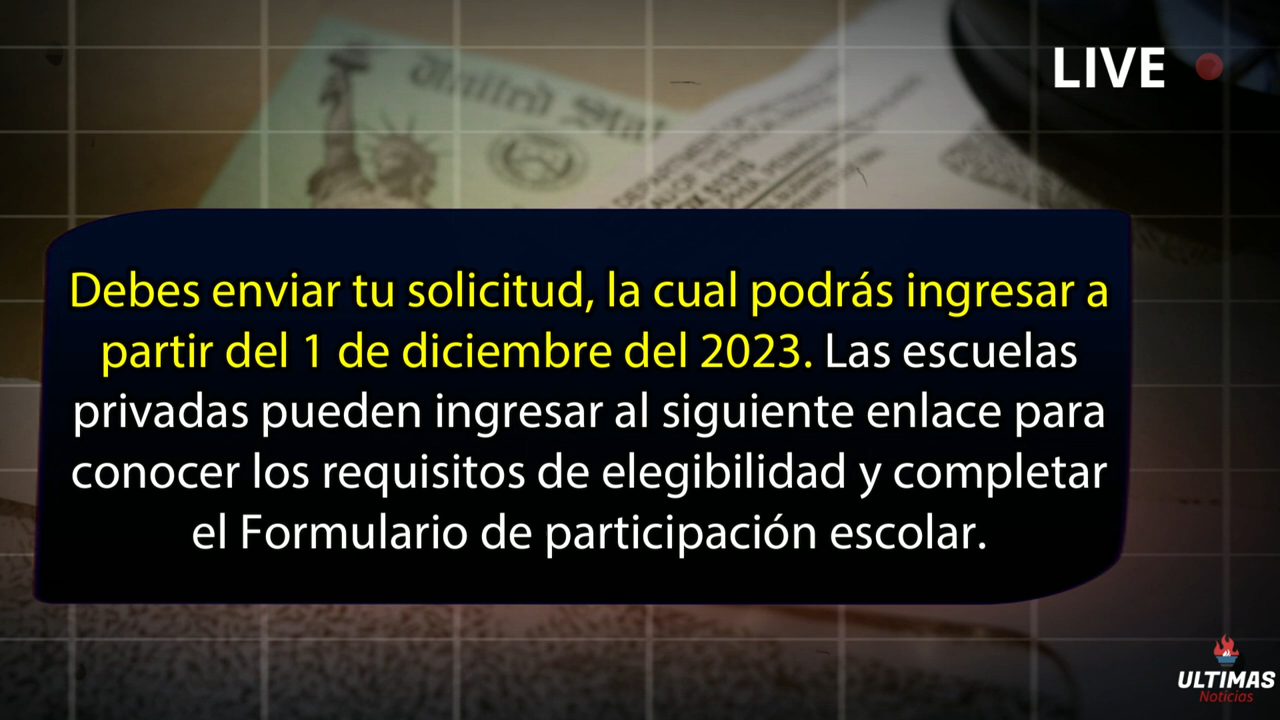 LIVE
United Stat
Debes enviar tu solicitud, la cual podrás ingresar a
partir del 1 de diciembre del 2023. Las escuelas
privadas pueden ingresar al siguiente enlace para
conocer los requisitos de elegibilidad y completar
el Formulario de participación escolar.
ULTIMAS
Noticias